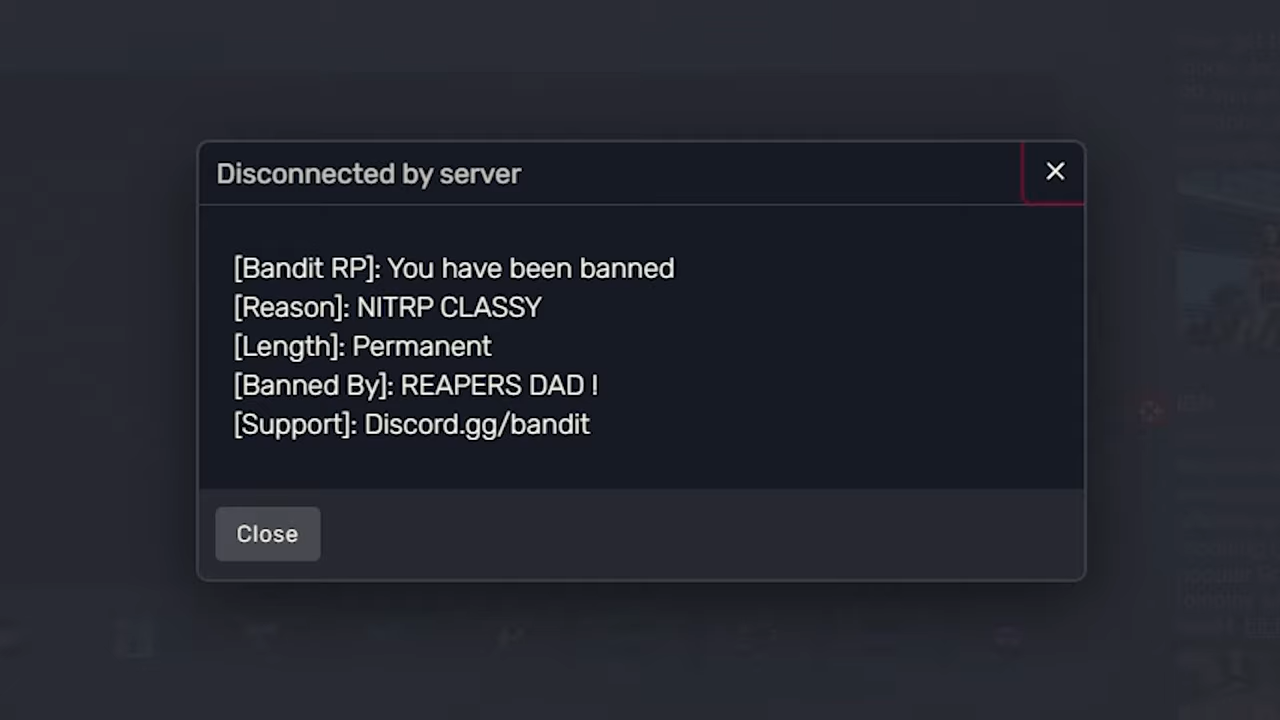 Disconnected by server
[Bandit RP]: You have been banned
[Reason]: NITRP CLASSY
[Length]: Permanent
[Banned By]: REAPERS DAD !
[Support]: Discord.gg/bandit
Close